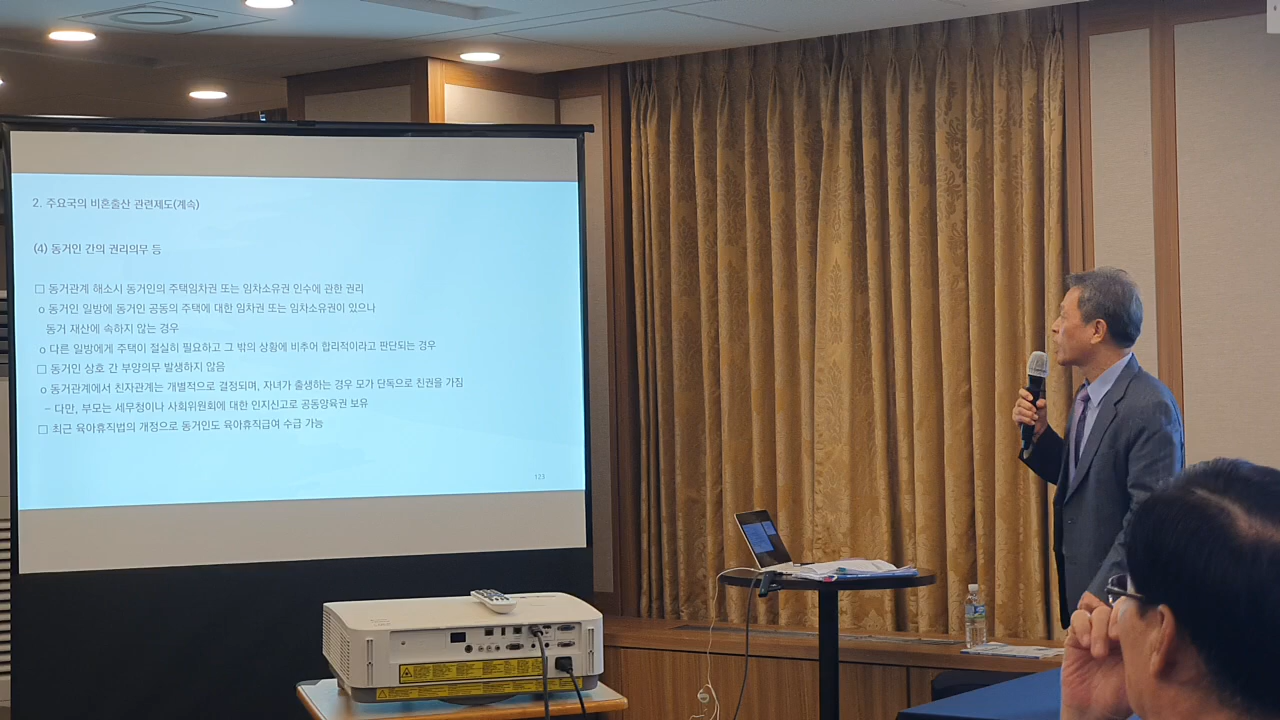 2. 주요국의 비혼출산 관련제도(계속)
(4) 동거인 간의 권리의무 등
□ 동거관계 해소시 동거인의 주택임차권 또는 임차소유권 인수에 관한 권리
o 동거인 일방에 동거인 공동의 주택에 대한 임차권 또는 임차소유권이 있으나
동거 재산에 속하지 않는 경우
o 다른 일방에게 주택이 절실히 필요하고 그 밖의 상황에 비추어 합리적이라고 판단되는 경우
□ 동거인 상호 간 부양의무 발생하지 않음
o 동거관계에서 친자관계는 개별적으로 결정되며, 자녀가 출생하는 경우 모가 단독으로 친권을 가짐
– 다만, 부모는 세무청이나 사회위원회에 대한 인지신고로 공동양육권 보유
□ 최근 육아휴직법의 개정으로 동거인도 육아휴직급여 수급 가능
123